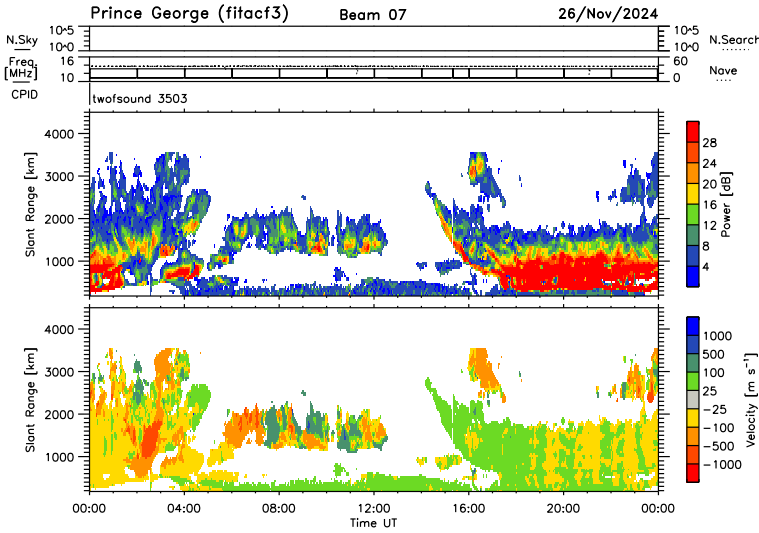 Prince George (fitacf3) Beam 07 26/Nov/2024
N.Sky 10^5 10^0 10^5 10^0 N.Search
Freq. [MHz] 16 10 60 0 Nave
CPID twofsound 3503
Slant Range [km] 4000 3000 2000 1000
Power [dB] 28 24 20 16 12 8 4
Slant Range [km] 4000 3000 2000 1000
Velocity [m s⁻¹] 1000 500 100 25 −25 −100 −500 −1000
00:00 04:00 08:00 12:00 16:00 20:00 00:00
Time UT